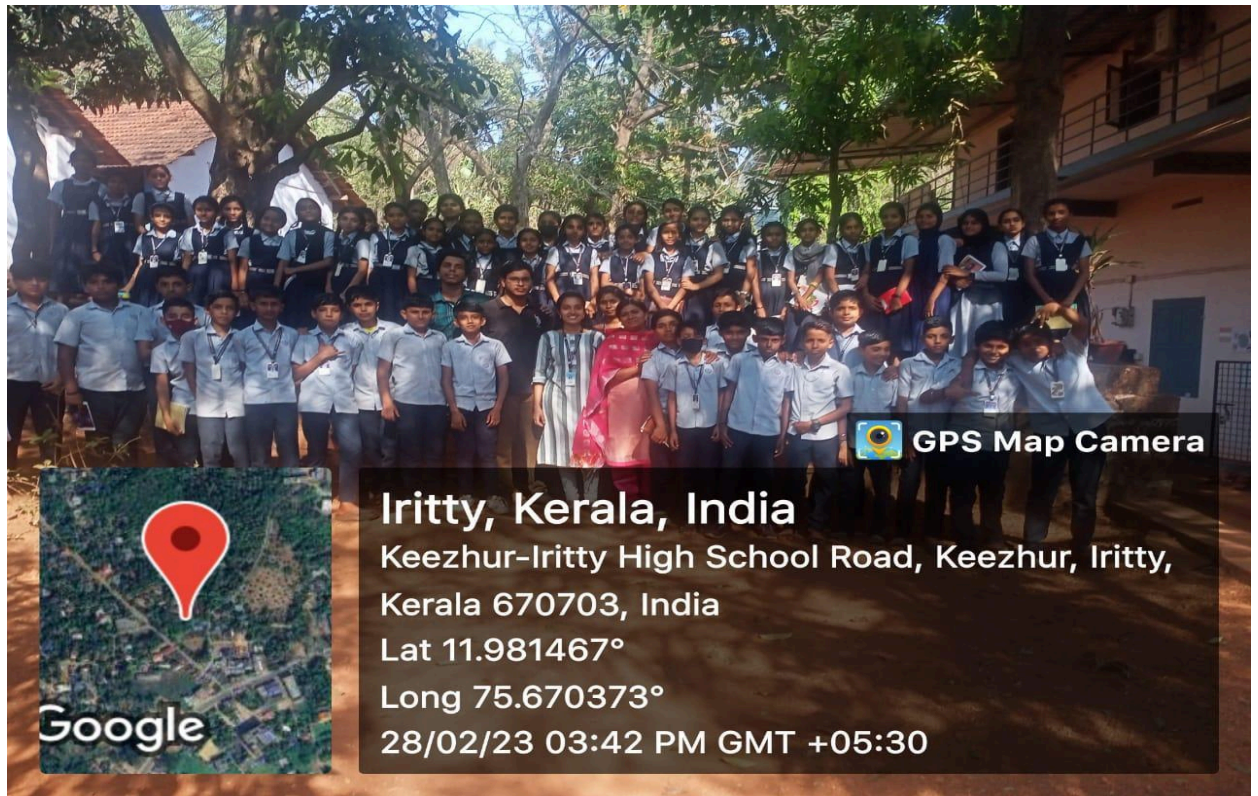 GPS Map Camera
Iritty, Kerala, India
Keezhur-Iritty High School Road, Keezhur, Iritty,
Kerala 670703, India
Lat 11.981467°
Long 75.670373°
28/02/23 03:42 PM GMT +05:30
Google